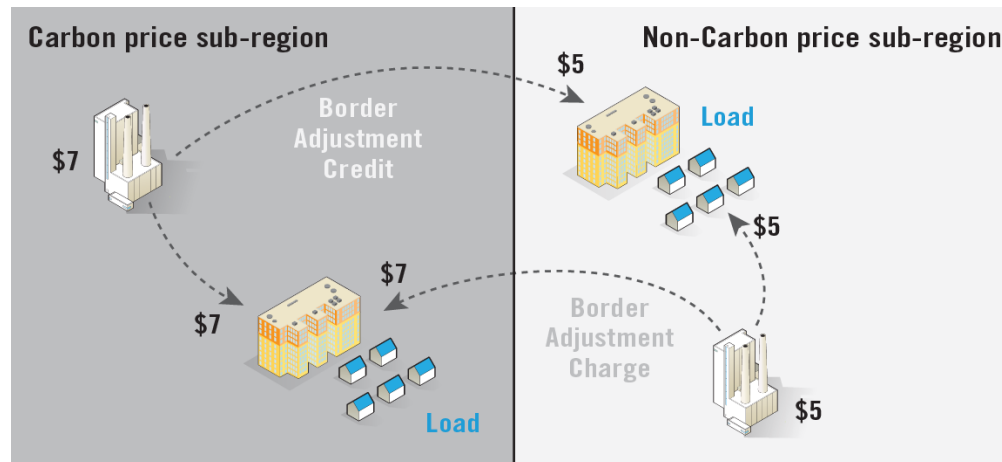 Carbon price sub-region
Non-Carbon price sub-region
$5
Border
Adjustment
Credit
Load
$7
$5
$7
$7
Border
Adjustment
Charge
$5
Load